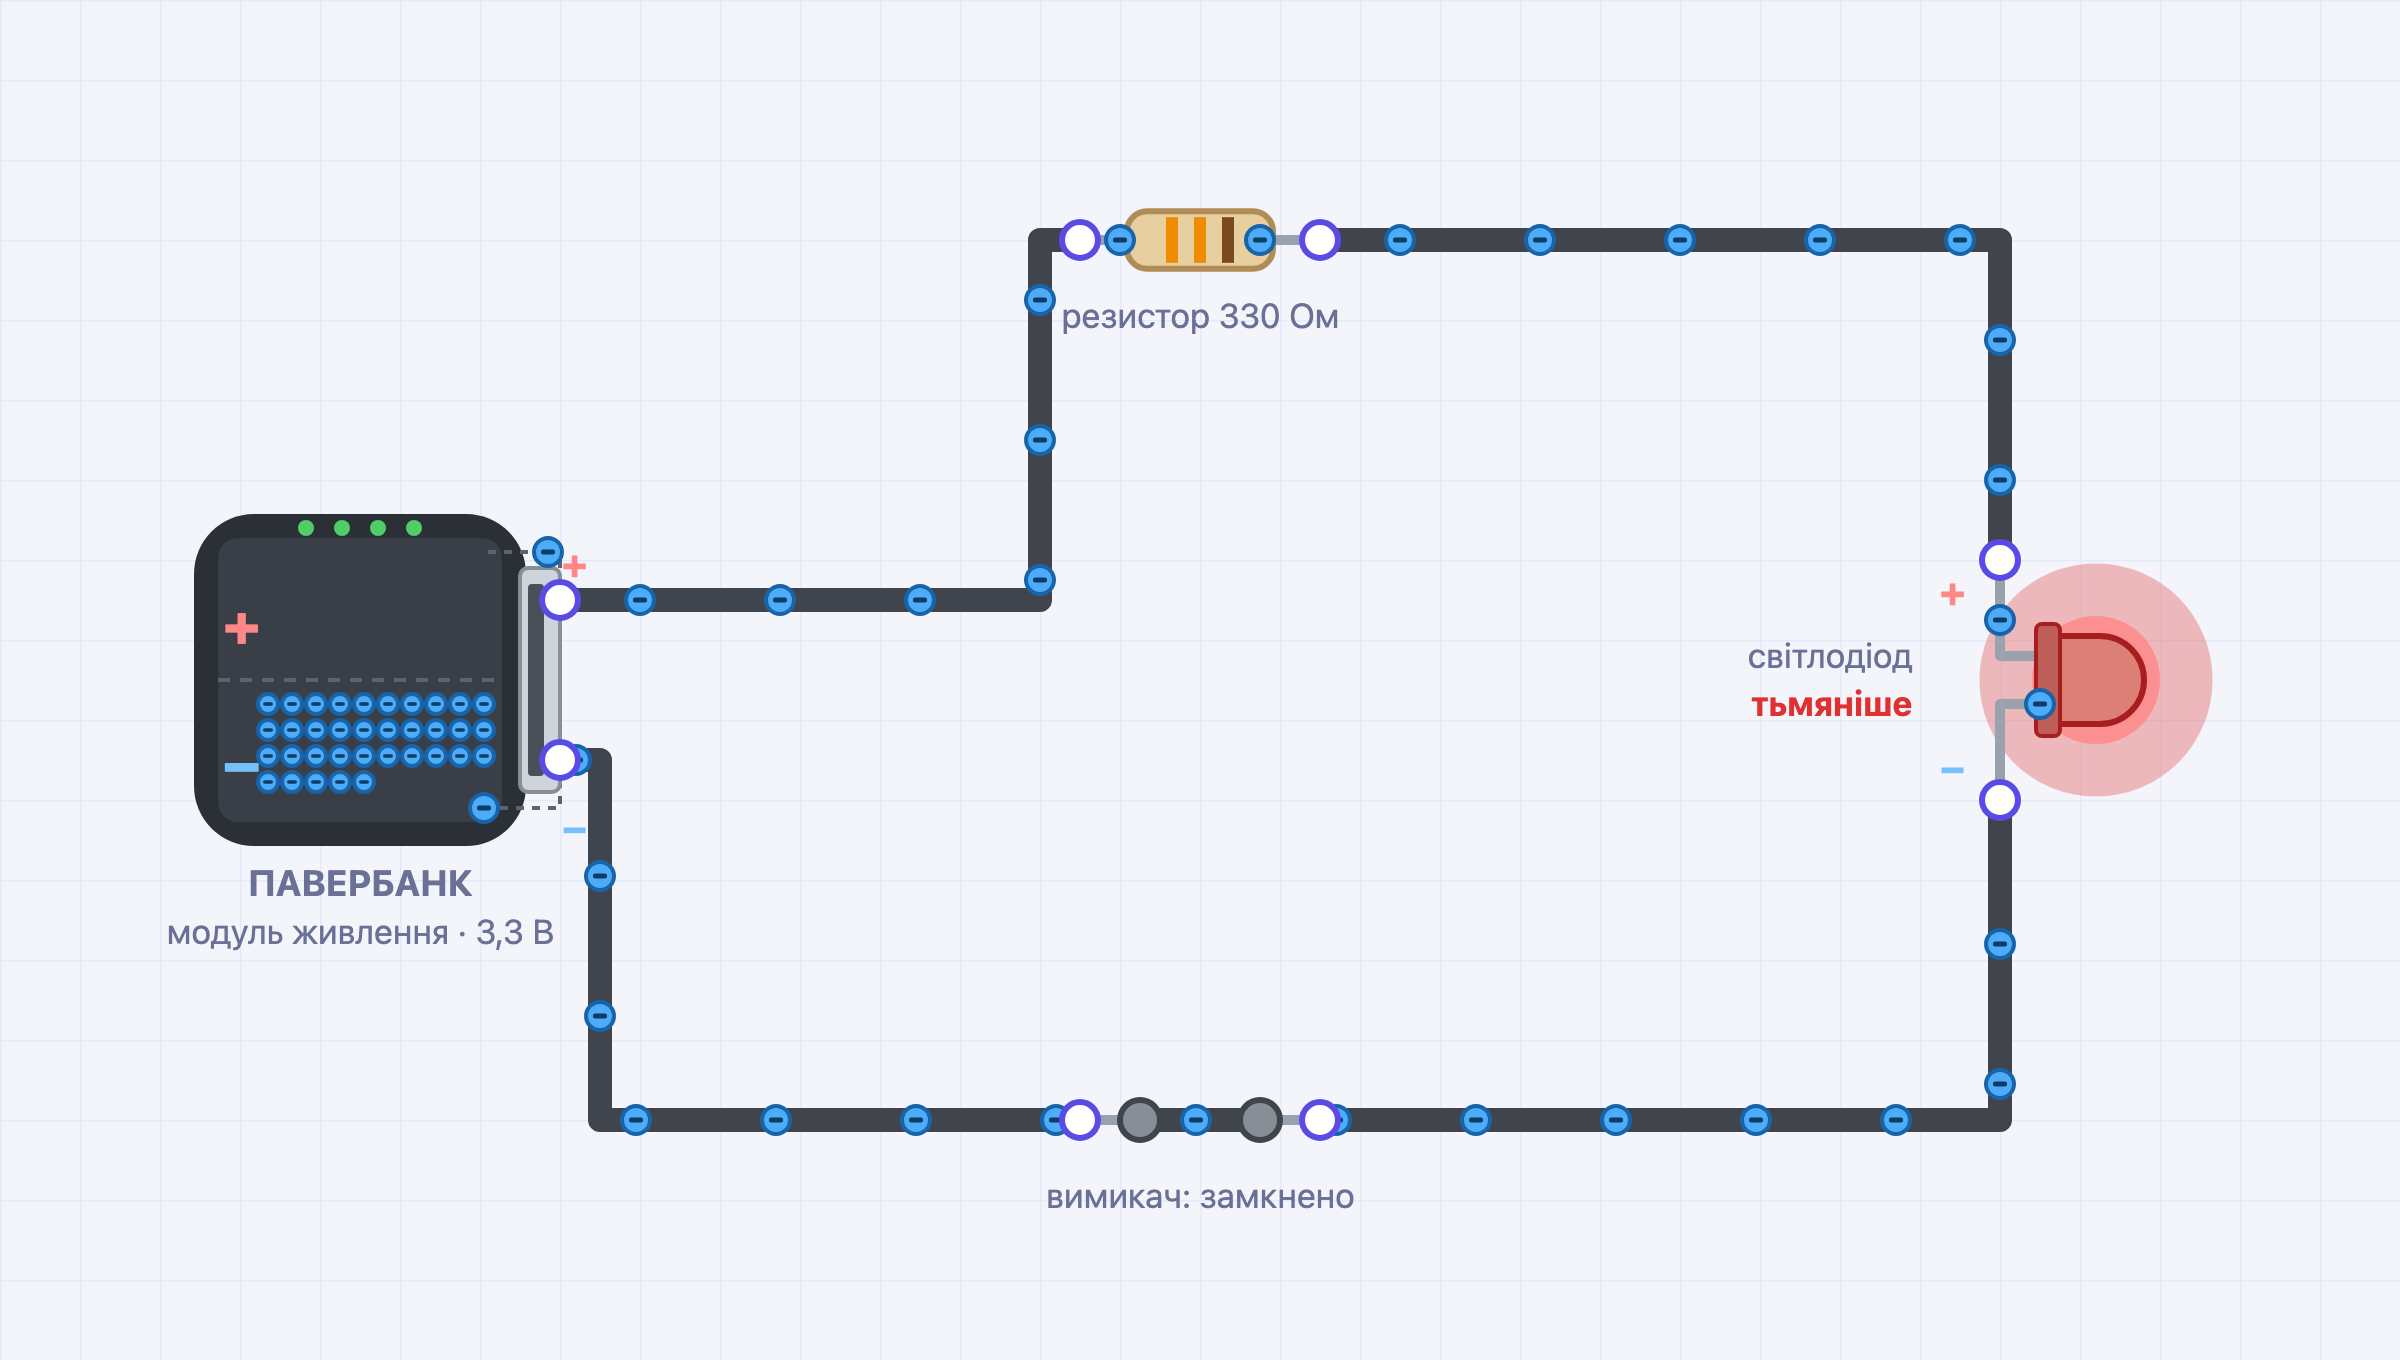 резистор 330 Ом
світлодіод
тьмяніше
ПАВЕРБАНК
модуль живлення · 3,3 В
вимикач: замкнено